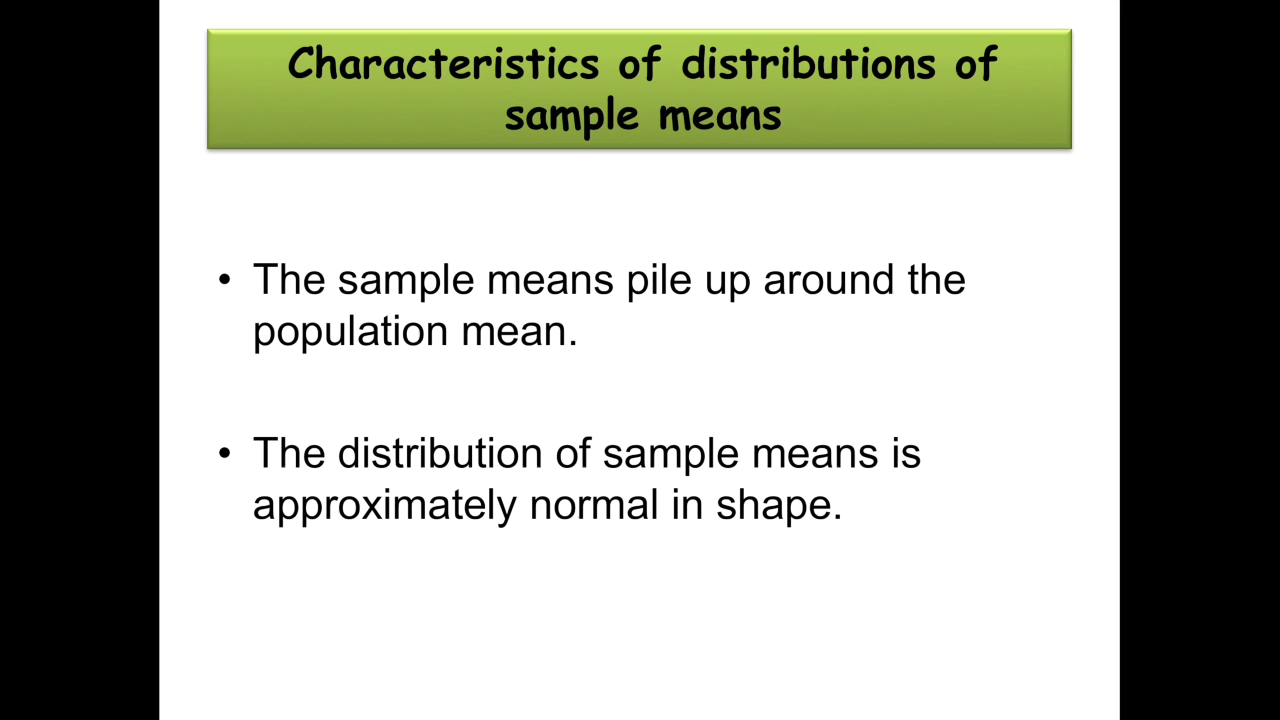 Characteristics of distributions of
sample means
• The sample means pile up around the
population mean.
• The distribution of sample means is
approximately normal in shape.